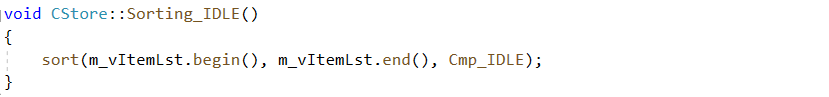 void CStore::Sorting_IDLE()
{
    sort(m_vItemLst.begin(), m_vItemLst.end(), Cmp_IDLE);
}